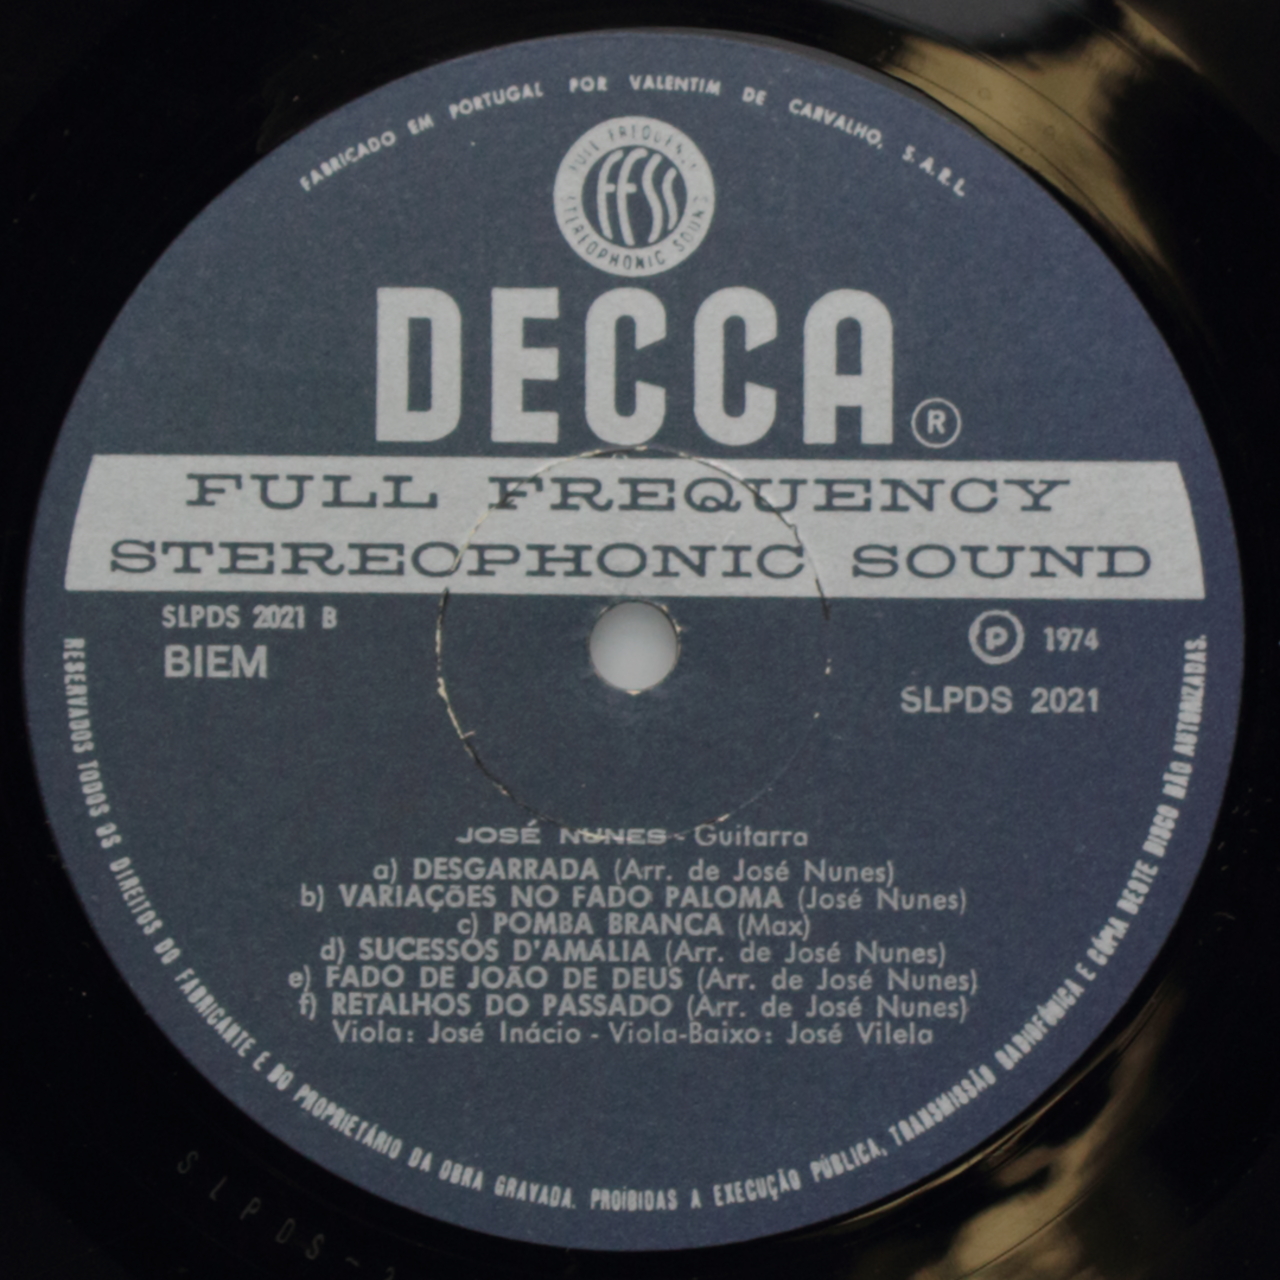 FABRICADO EM PORTUGAL POR VALENTIM DE CARVALHO, S.A.R.L.
FULL FREQUENCY
STEREOPHONIC SOUND
FFSS
DECCA
®
FULL FREQUENCY
STEREOPHONIC SOUND
SLPDS 2021 B
BIEM
Ⓟ 1974
SLPDS 2021
JOSÉ NUNES - Guitarra
a) DESGARRADA (Arr. de José Nunes)
b) VARIAÇÕES NO FADO PALOMA (José Nunes)
c) POMBA BRANCA (Max)
d) SUCESSOS D'AMÁLIA (Arr. de José Nunes)
e) FADO DE JOÃO DE DEUS (Arr. de José Nunes)
f) RETALHOS DO PASSADO (Arr. de José Nunes)
Viola: José Inácio - Viola-Baixo: José Vilela
RESERVADOS TODOS OS DIREITOS DO FABRICANTE E DO PROPRIETÁRIO DA OBRA GRAVADA. PROÍBIDAS A EXECUÇÃO PÚBLICA, TRANSMISSÃO RADIOFÓNICA E CÓPIA DESTE DISCO NÃO AUTORIZADAS.
SLPDS-